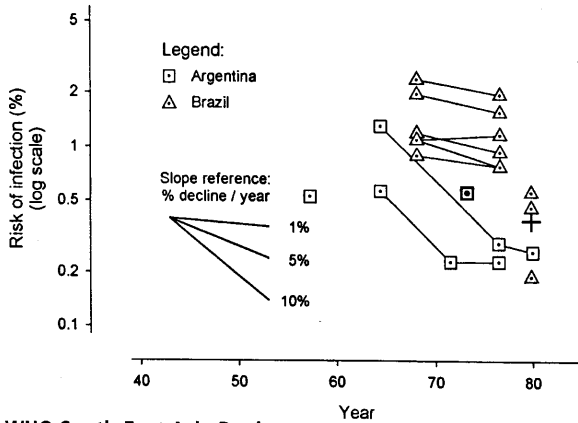 5
2
1
0.5
0.2
0.1
Risk of infection (%)
(log scale)
Legend:
Argentina
Brazil
Slope reference:
% decline / year
1%
5%
10%
40 50 60 70 80
Year